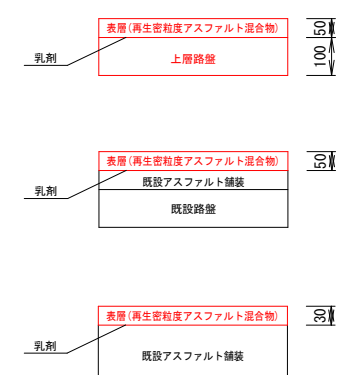 表層(再生密粒度アスファルト混合物)
50
乳剤
上層路盤
100
表層(再生密粒度アスファルト混合物)
50
既設アスファルト舗装
乳剤
既設路盤
表層(再生密粒度アスファルト混合物)
30
乳剤
既設アスファルト舗装